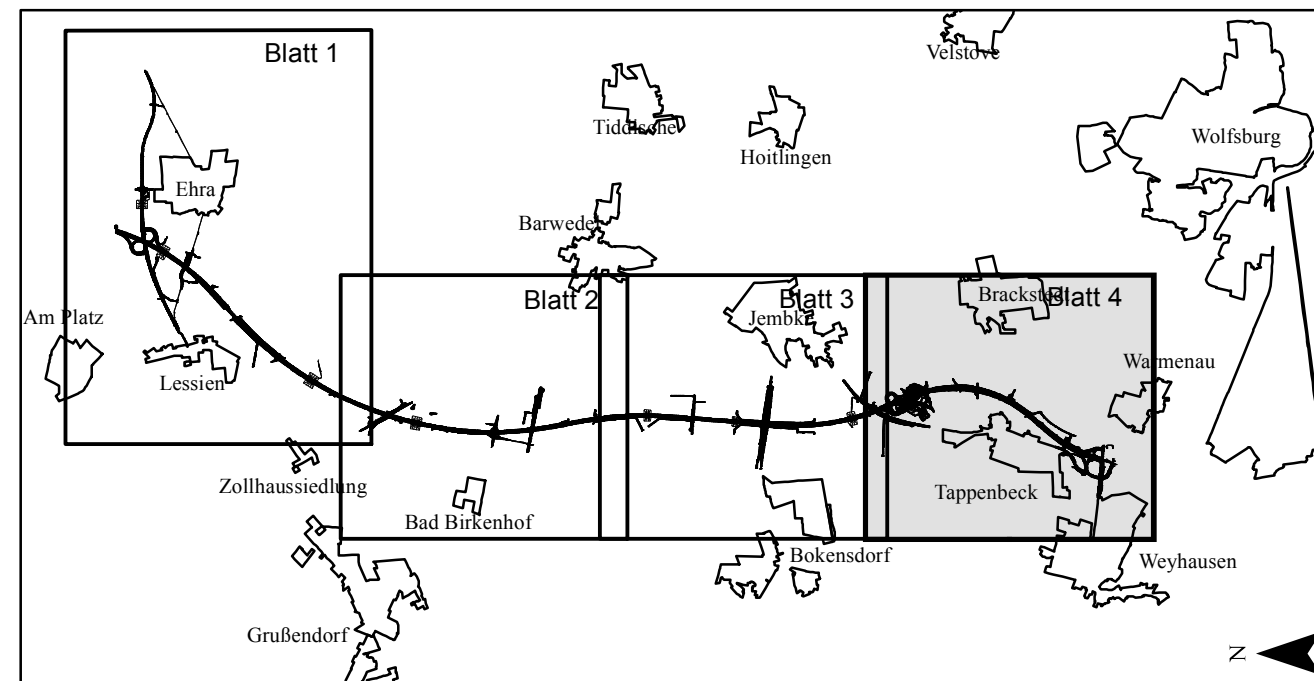 Blatt 1
Velstove
Tiddische
Hoitlingen
Wolfsburg
Ehra
Barwedel
Blatt 2
Blatt 3
Brackstedt
Blatt 4
Am Platz
Jembke
Lessien
Warmenau
Zollhaussiedlung
Tappenbeck
Bad Birkenhof
Bokensdorf
Weyhausen
Grußendorf
N